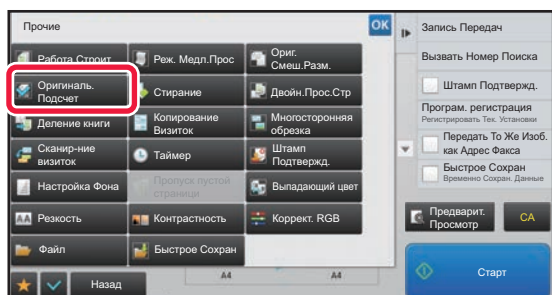 Прочие
OK
Работа Строит
Реж. Медл.Прос
Ориг.
Смеш.Разм.
Оригиналь.
Подсчет
Стирание
Двойн.Прос.Стр
Деление книги
Копирование
Визиток
Многосторонняя
обрезка
Сканир-ние
визиток
Таймер
Штамп
Подтвержд.
Настройка Фона
Пропуск пустой
страници
Выпадающий цвет
AA Резкость
Контрастность
Коррект. RGB
Файл
Быстрое Сохран
Назад
A4
A4
Запись Передач
Вызвать Номер Поиска
Штамп Подтвержд.
Програм. регистрация
Регистрировать Тек. Установки
Передать То Же Изоб.
как Адрес Факса
Быстрое Сохран
Временно Сохран. Данные
Предварит.
Просмотр
CA
Старт